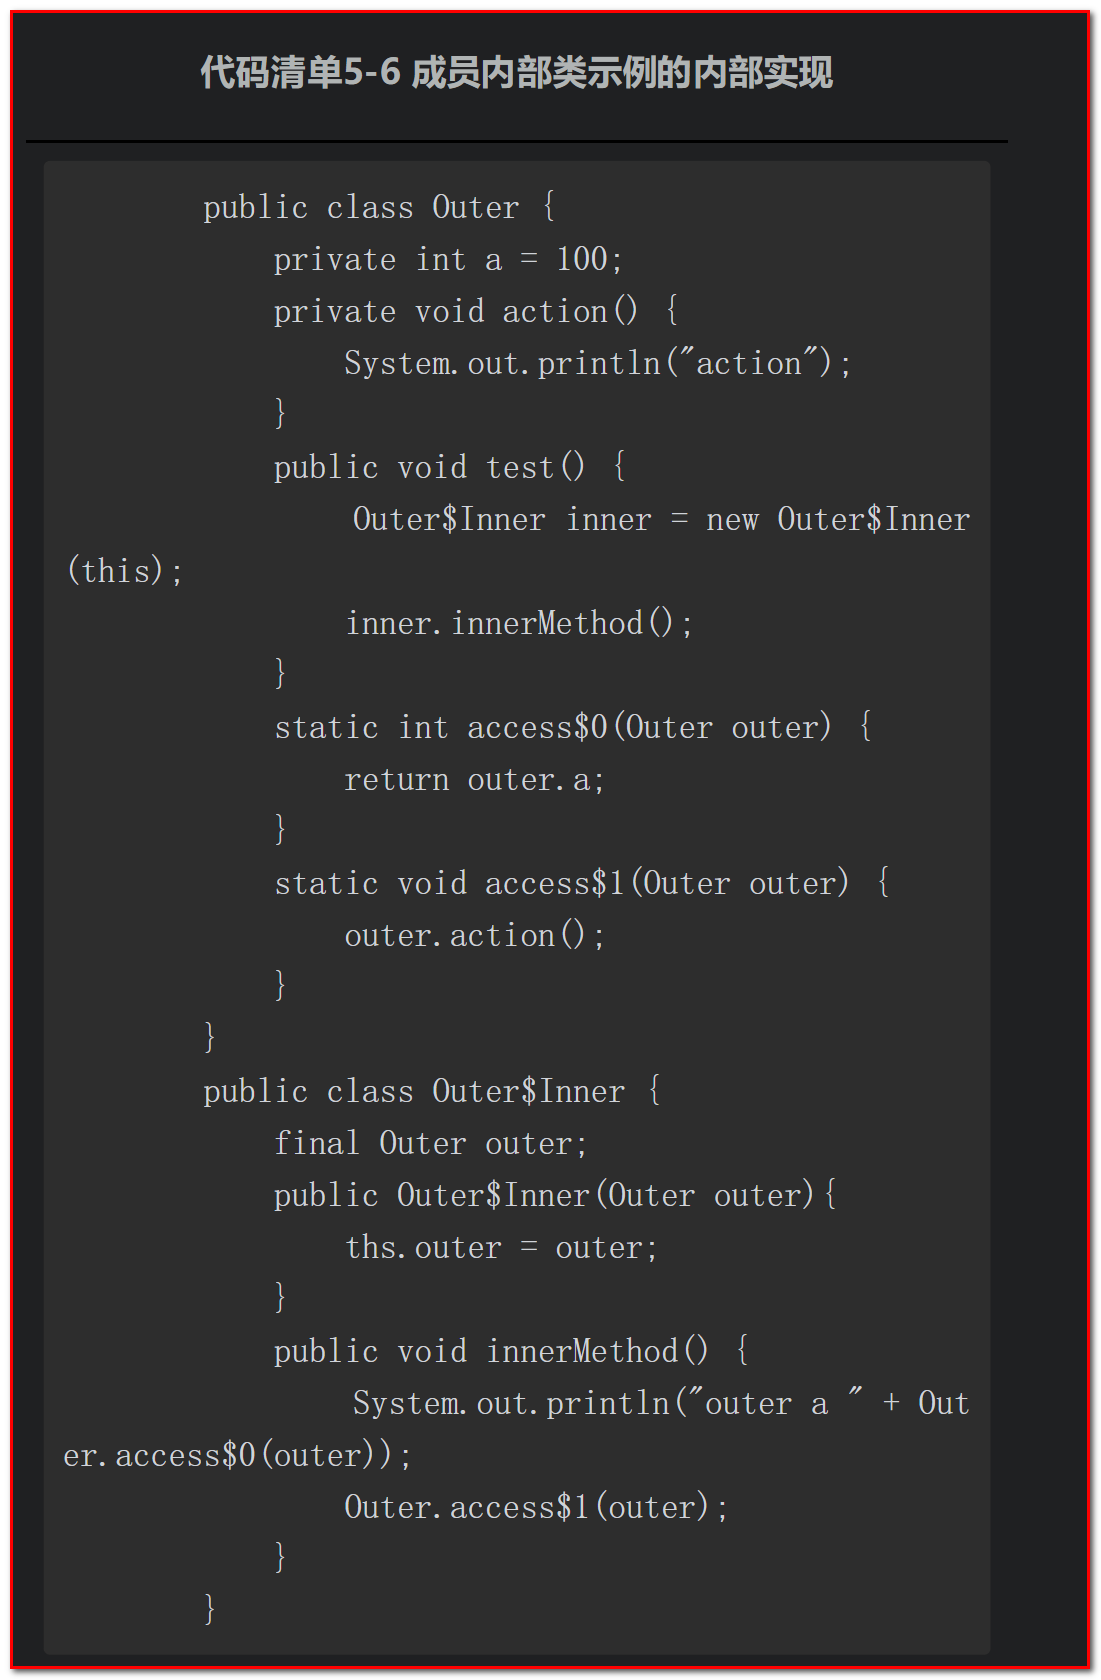 代码清单5-6 成员内部类示例的内部实现
public class Outer {
private int a = 100;
private void action() {
System.out.println("action");
}
public void test() {
Outer$Inner inner = new Outer$Inner
(this);
inner.innerMethod();
}
static int access$0(Outer outer) {
return outer.a;
}
static void access$1(Outer outer) {
outer.action();
}
}
public class Outer$Inner {
final Outer outer;
public Outer$Inner(Outer outer){
ths.outer = outer;
}
public void innerMethod() {
System.out.println("outer a " + Out
er.access$0(outer));
Outer.access$1(outer);
}
}